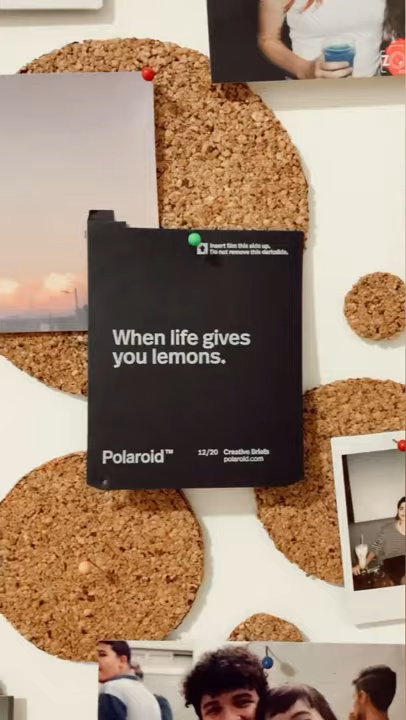 Insert film this side up.
Do not remove this darkslide.
When life gives
you lemons.
Polaroid™
12/20 Creative Briefs
polaroid.com